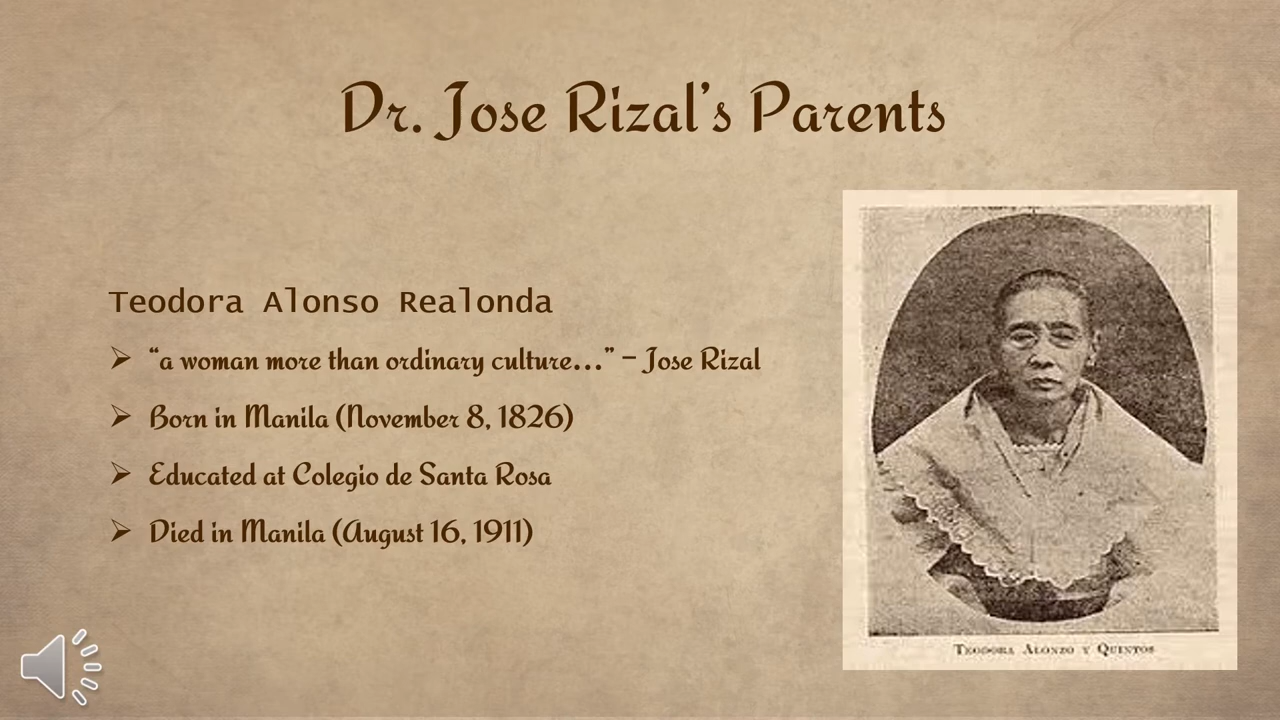 Dr. Jose Rizal’s Parents
Teodora Alonso Realonda
“a woman more than ordinary culture…” – Jose Rizal
Born in Manila (November 8, 1826)
Educated at Colegio de Santa Rosa
Died in Manila (August 16, 1911)
Teodora Alonzo y Quintos